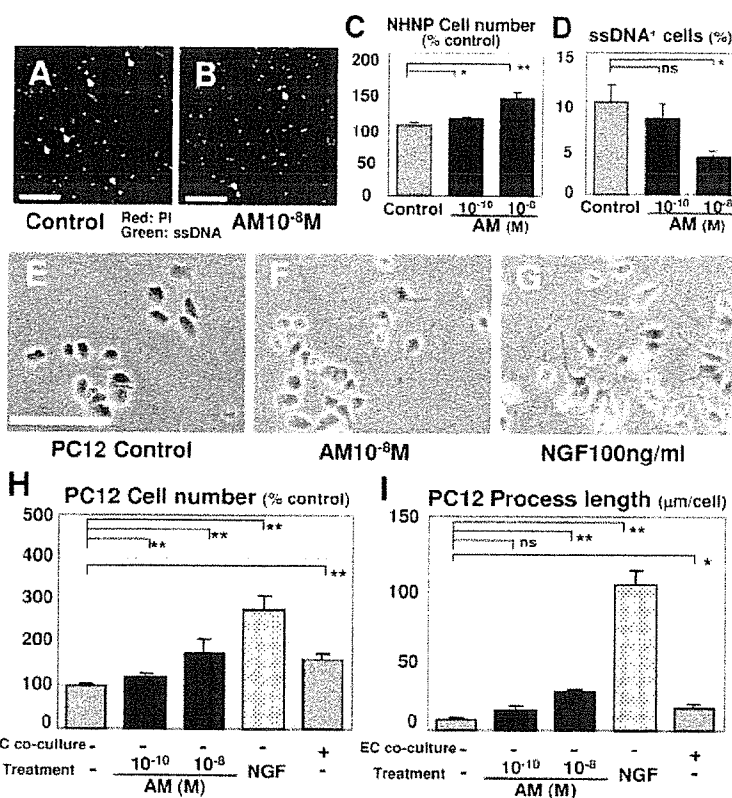 A
B
Control
Red: PI
Green: ssDNA
AM10⁻⁸M
C NHNP Cell number
(% control)
200
150
100
50
0
*
**
Control
10⁻¹⁰ 10⁻⁸
AM (M)
D ssDNA⁺ cells (%)
15
10
5
0
ns
*
Control
10⁻¹⁰ 10⁻⁸
AM (M)
E
F
G
PC12 Control
AM10⁻⁸M
NGF100ng/ml
H PC12 Cell number (% control)
500
400
300
200
100
0
**
**
**
**
C co-culture - - - - +
Treatment - 10⁻¹⁰ 10⁻⁸ NGF -
AM (M)
I PC12 Process length (μm/cell)
150
100
50
0
ns
**
**
*
EC co-culture - - - - +
Treatment - 10⁻¹⁰ 10⁻⁸ NGF -
AM (M)